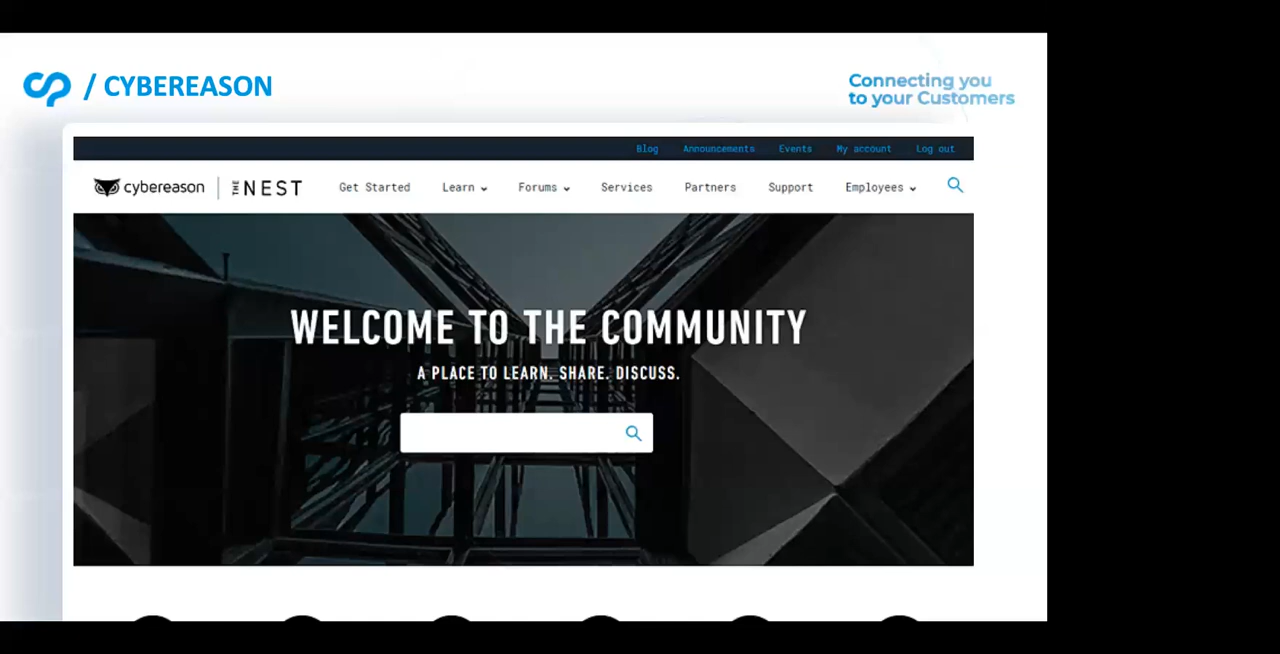 / CYBEREASON
Connecting you
to your Customers
Blog Announcements Events My account Log out
cybereason THE NEST Get Started Learn Forums Services Partners Support Employees
WELCOME TO THE COMMUNITY
A PLACE TO LEARN. SHARE. DISCUSS.